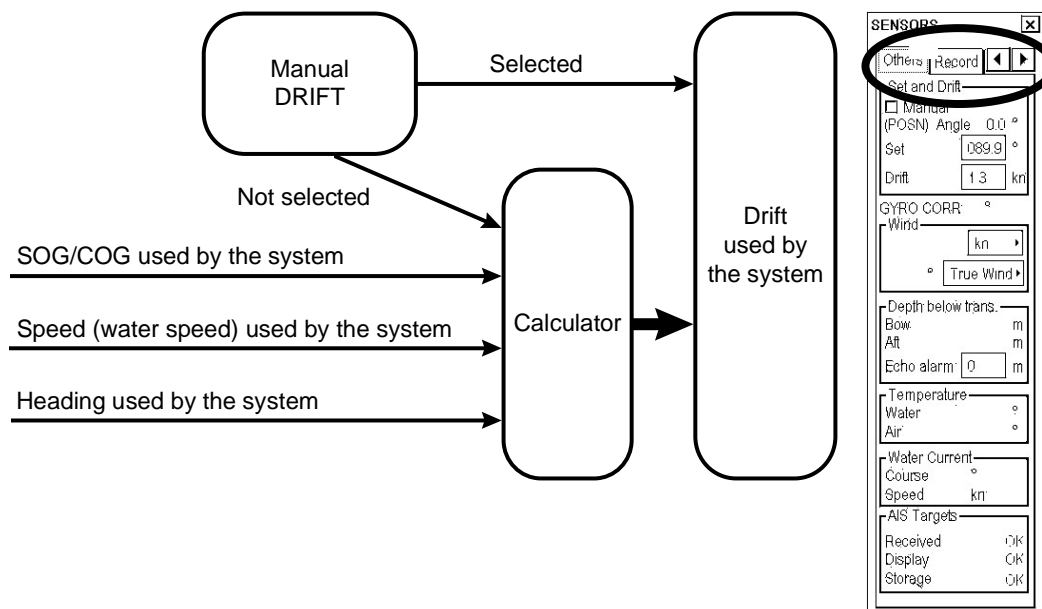 Manual
DRIFT
Selected
Not selected
SOG/COG used by the system
Speed (water speed) used by the system
Heading used by the system
Calculator
Drift
used by
the system
SENSORS
Others Record
Set and Drift
Manual
(POSN) Angle 0.0 °
Set 089.9 °
Drift 1.3 kn
GYRO CORR: °
Wind
kn
° True Wind
Depth below trans.
Bow m
Aft m
Echo alarm: 0 m
Temperature
Water °
Air °
Water Current
Course °
Speed kn
AIS Targets
Received OK
Display OK
Storage OK